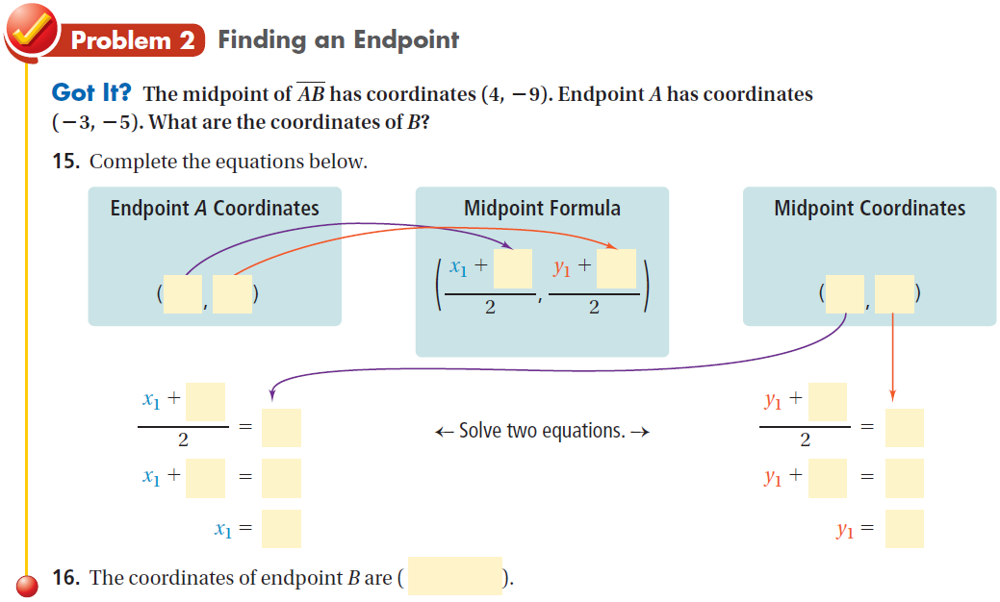 Problem 2 Finding an Endpoint
Got It? The midpoint of AB has coordinates (4, −9). Endpoint A has coordinates
(−3, −5). What are the coordinates of B?
15. Complete the equations below.
Endpoint A Coordinates
( , )
Midpoint Formula
( x₁ + , y₁ + )
2 2
Midpoint Coordinates
( , )
x₁ +
=
2
x₁ + =
x₁ =
← Solve two equations. →
y₁ +
=
2
y₁ + =
y₁ =
16. The coordinates of endpoint B are ( ).